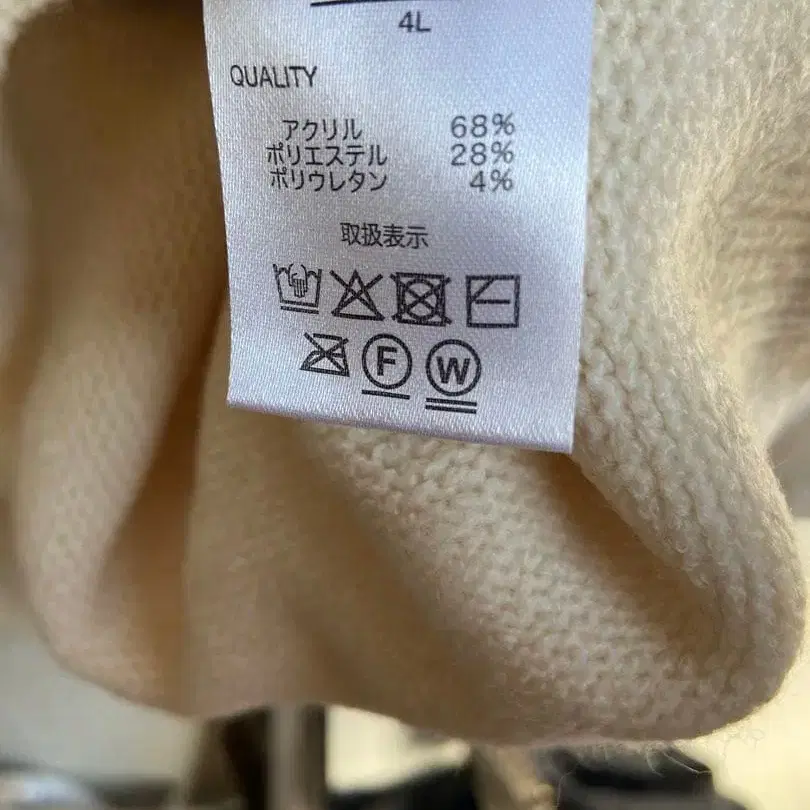 4L
QUALITY
アクリル 68%
ポリエステル 28%
ポリウレタン 4%
取扱表示
F W